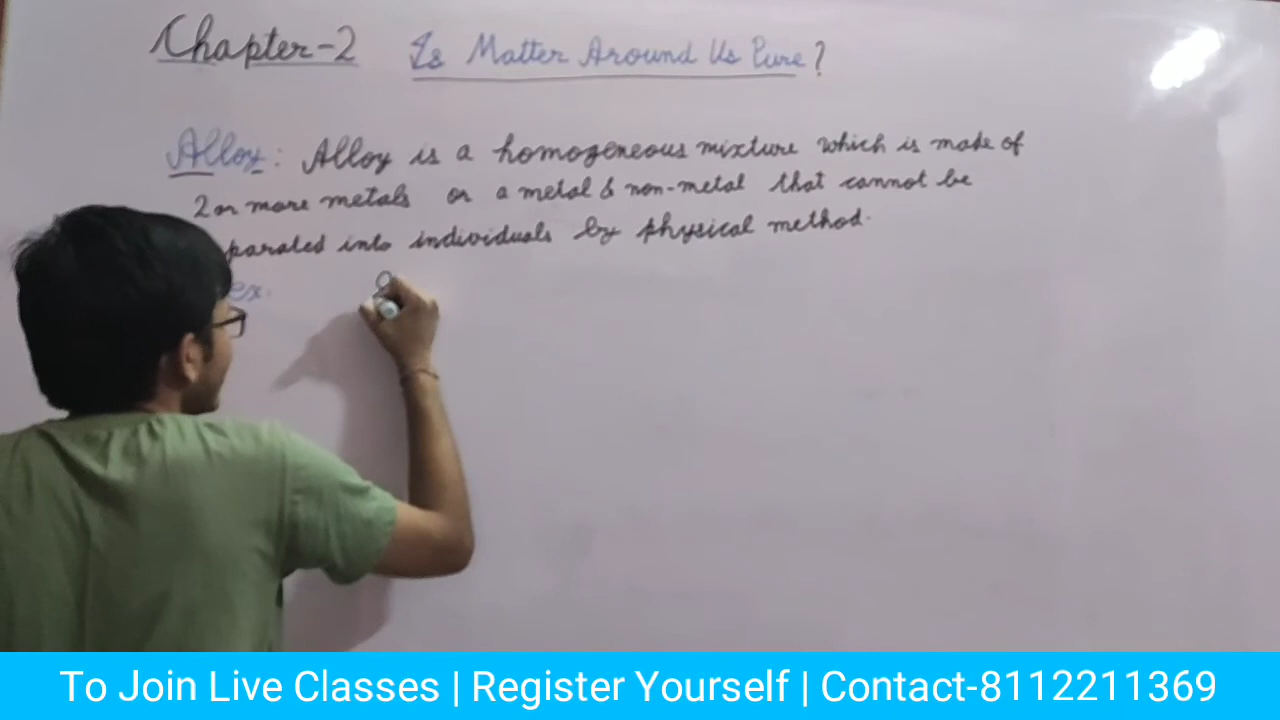 Chapter-2 Is Matter Around Us Pure?
Alloy: Alloy is a homogeneous mixture which is made of
2 or more metals or a metal & non-metal that cannot be
parated into individuals by physical method.
ex.
To Join Live Classes | Register Yourself | Contact-8112211369